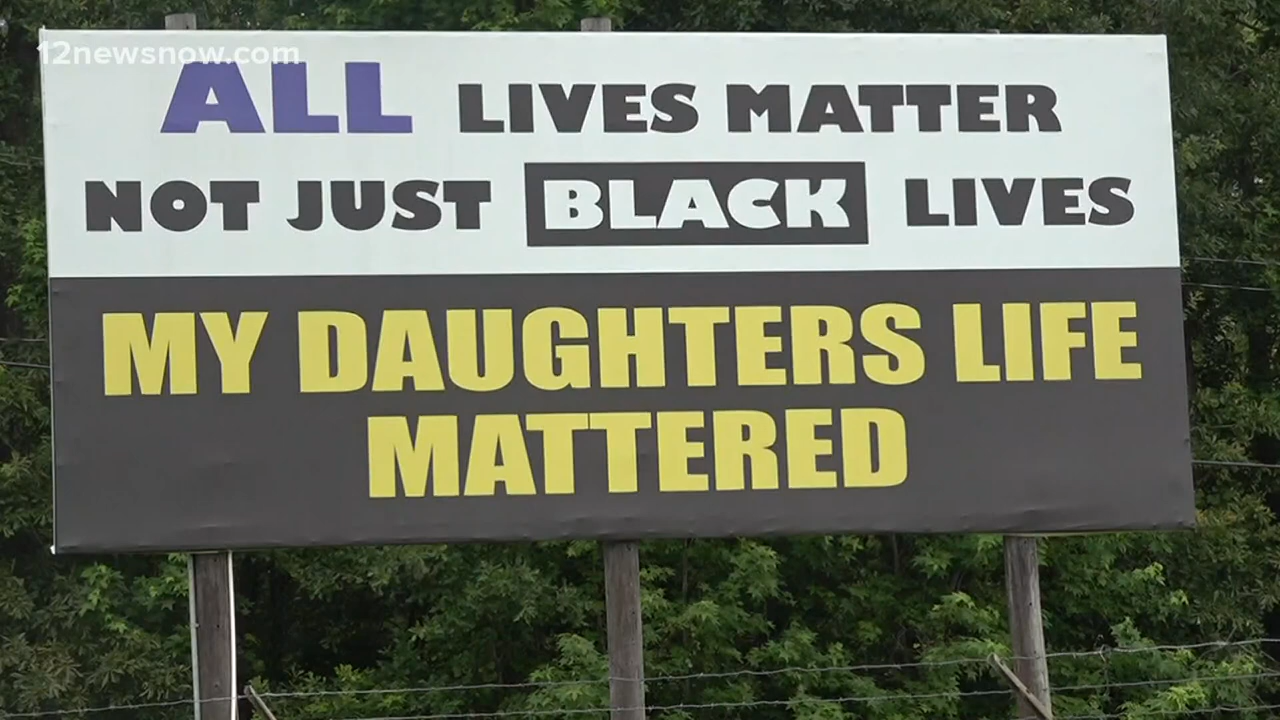 12newsnow.com
ALL LIVES MATTER
NOT JUST BLACK LIVES
MY DAUGHTERS LIFE
MATTERED